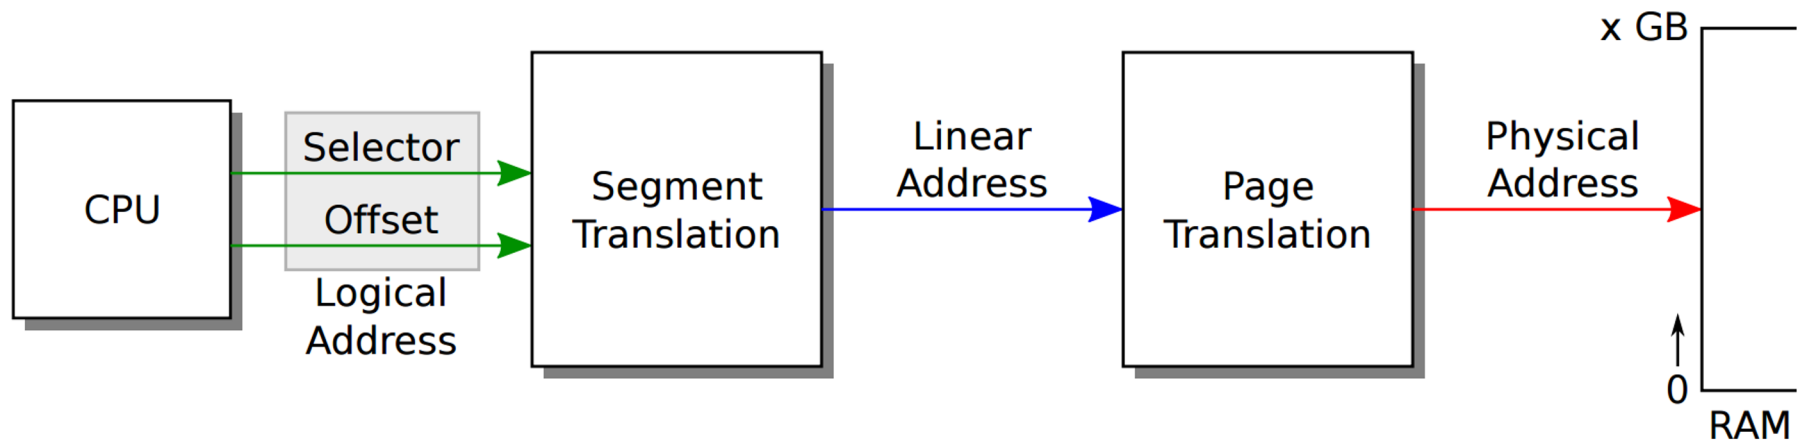 CPU
Selector
Offset
Logical
Address
Segment
Translation
Linear
Address
Page
Translation
Physical
Address
x GB
0
RAM